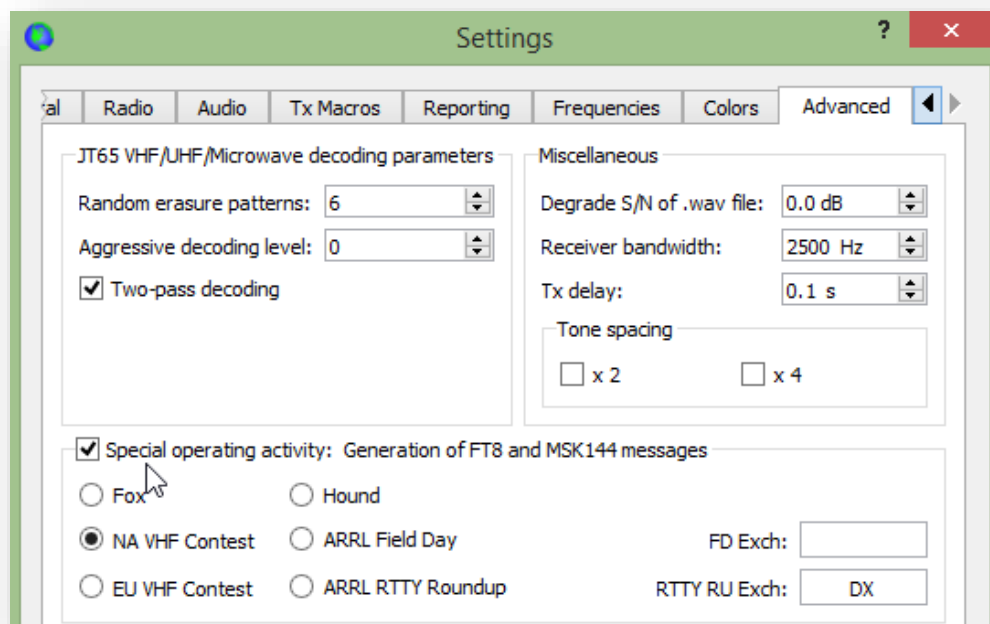 Settings
?
al Radio Audio Tx Macros Reporting Frequencies Colors Advanced
JT65 VHF/UHF/Microwave decoding parameters
Random erasure patterns: 6
Aggressive decoding level: 0
Two-pass decoding
Miscellaneous
Degrade S/N of .wav file: 0.0 dB
Receiver bandwidth: 2500 Hz
Tx delay: 0.1 s
Tone spacing
x 2 x 4
Special operating activity: Generation of FT8 and MSK144 messages
Fox Hound
NA VHF Contest ARRL Field Day FD Exch:
EU VHF Contest ARRL RTTY Roundup RTTY RU Exch: DX